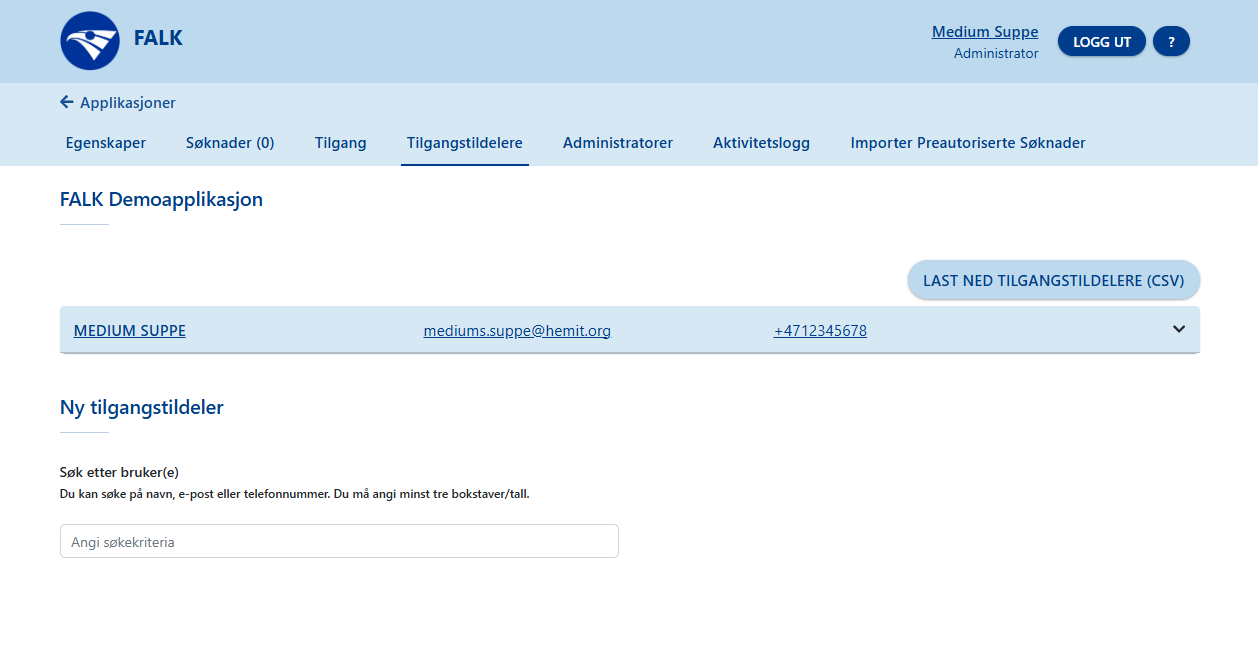 FALK
Medium Suppe
Administrator
LOGG UT
?
Applikasjoner
Egenskaper Søknader (0) Tilgang Tilgangstildelere Administratorer Aktivitetslogg Importer Preautoriserte Søknader
FALK Demoapplikasjon
LAST NED TILGANGSTILDELERE (CSV)
MEDIUM SUPPE mediums.suppe@hemit.org +4712345678
Ny tilgangstildeler
Søk etter bruker(e)
Du kan søke på navn, e-post eller telefonnummer. Du må angi minst tre bokstaver/tall.
Angi søkekriteria